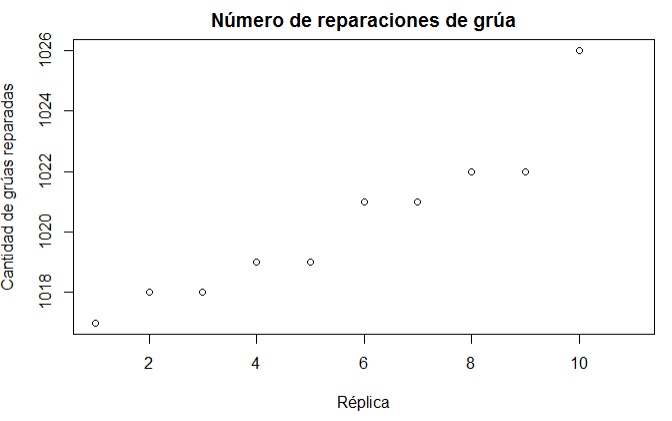 Número de reparaciones de grúa
Cantidad de grúas reparadas
1026
1024
1022
1020
1018
2 4 6 8 10
Réplica